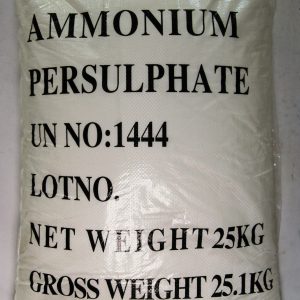 AMMONIUM
PERSULPHATE
UN NO:1444
LOTNO.
NET WEIGHT 25KG
GROSS WEIGHT 25.1KG